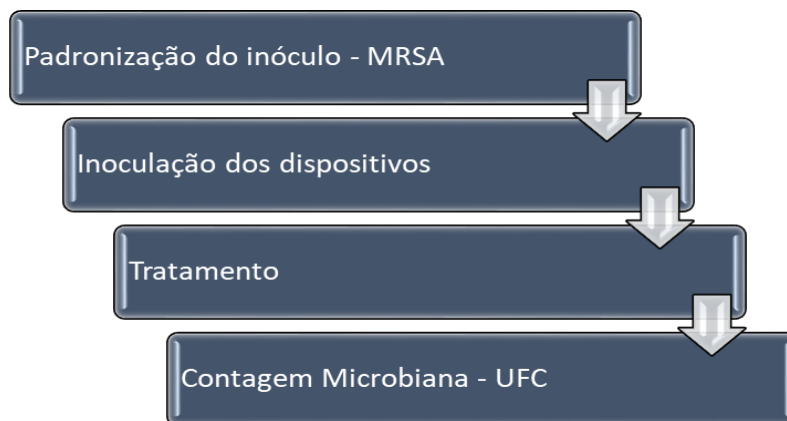 Padronização do inóculo - MRSA
Inoculação dos dispositivos
Tratamento
Contagem Microbiana - UFC